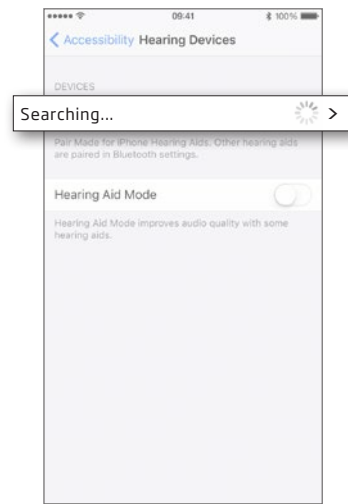 09:41
100%
Accessibility Hearing Devices
DEVICES
Searching...
Pair Made for iPhone Hearing Aids. Other hearing aids
are paired in Bluetooth settings.
Hearing Aid Mode
Hearing Aid Mode improves audio quality with some
hearing aids.